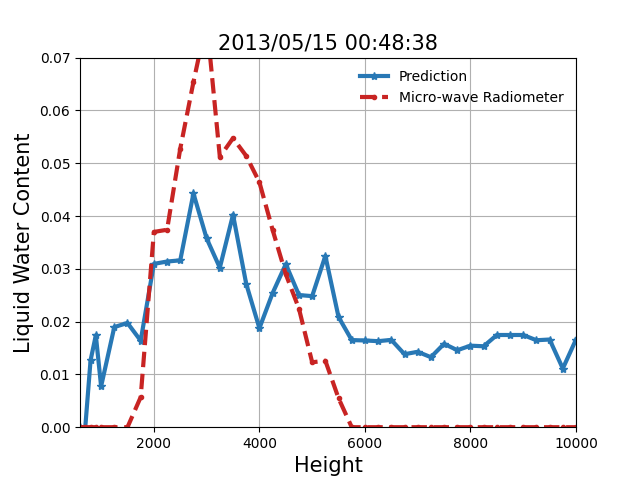 2013/05/15 00:48:38
Prediction
Micro-wave Radiometer
Liquid Water Content
0.07
0.06
0.05
0.04
0.03
0.02
0.01
0.00
2000 4000 6000 8000 10000
Height